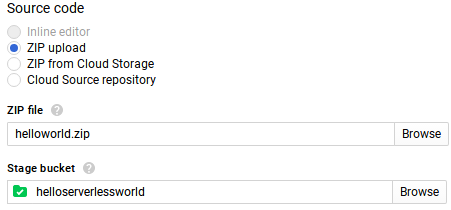 Source code
Inline editor
ZIP upload
ZIP from Cloud Storage
Cloud Source repository
ZIP file ?
helloworld.zip Browse
Stage bucket ?
helloserverlessworld Browse